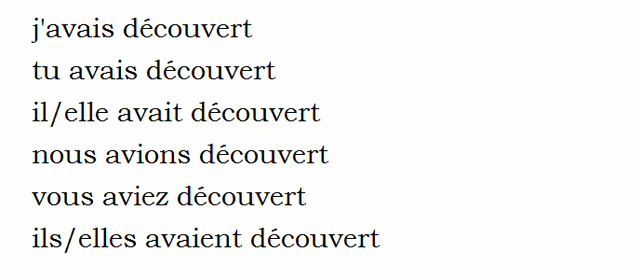 j'avais découvert
tu avais découvert
il/elle avait découvert
nous avions découvert
vous aviez découvert
ils/elles avaient découvert